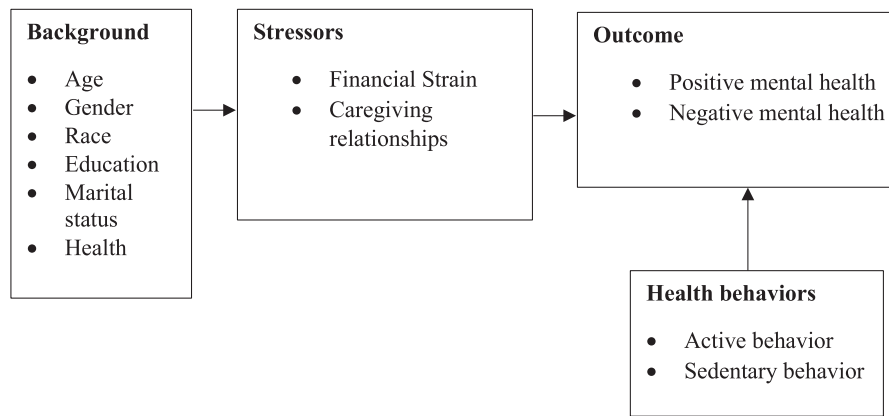 Background
• Age
• Gender
• Race
• Education
• Marital
status
• Health
Stressors
• Financial Strain
• Caregiving
relationships
Outcome
• Positive mental health
• Negative mental health
Health behaviors
• Active behavior
• Sedentary behavior